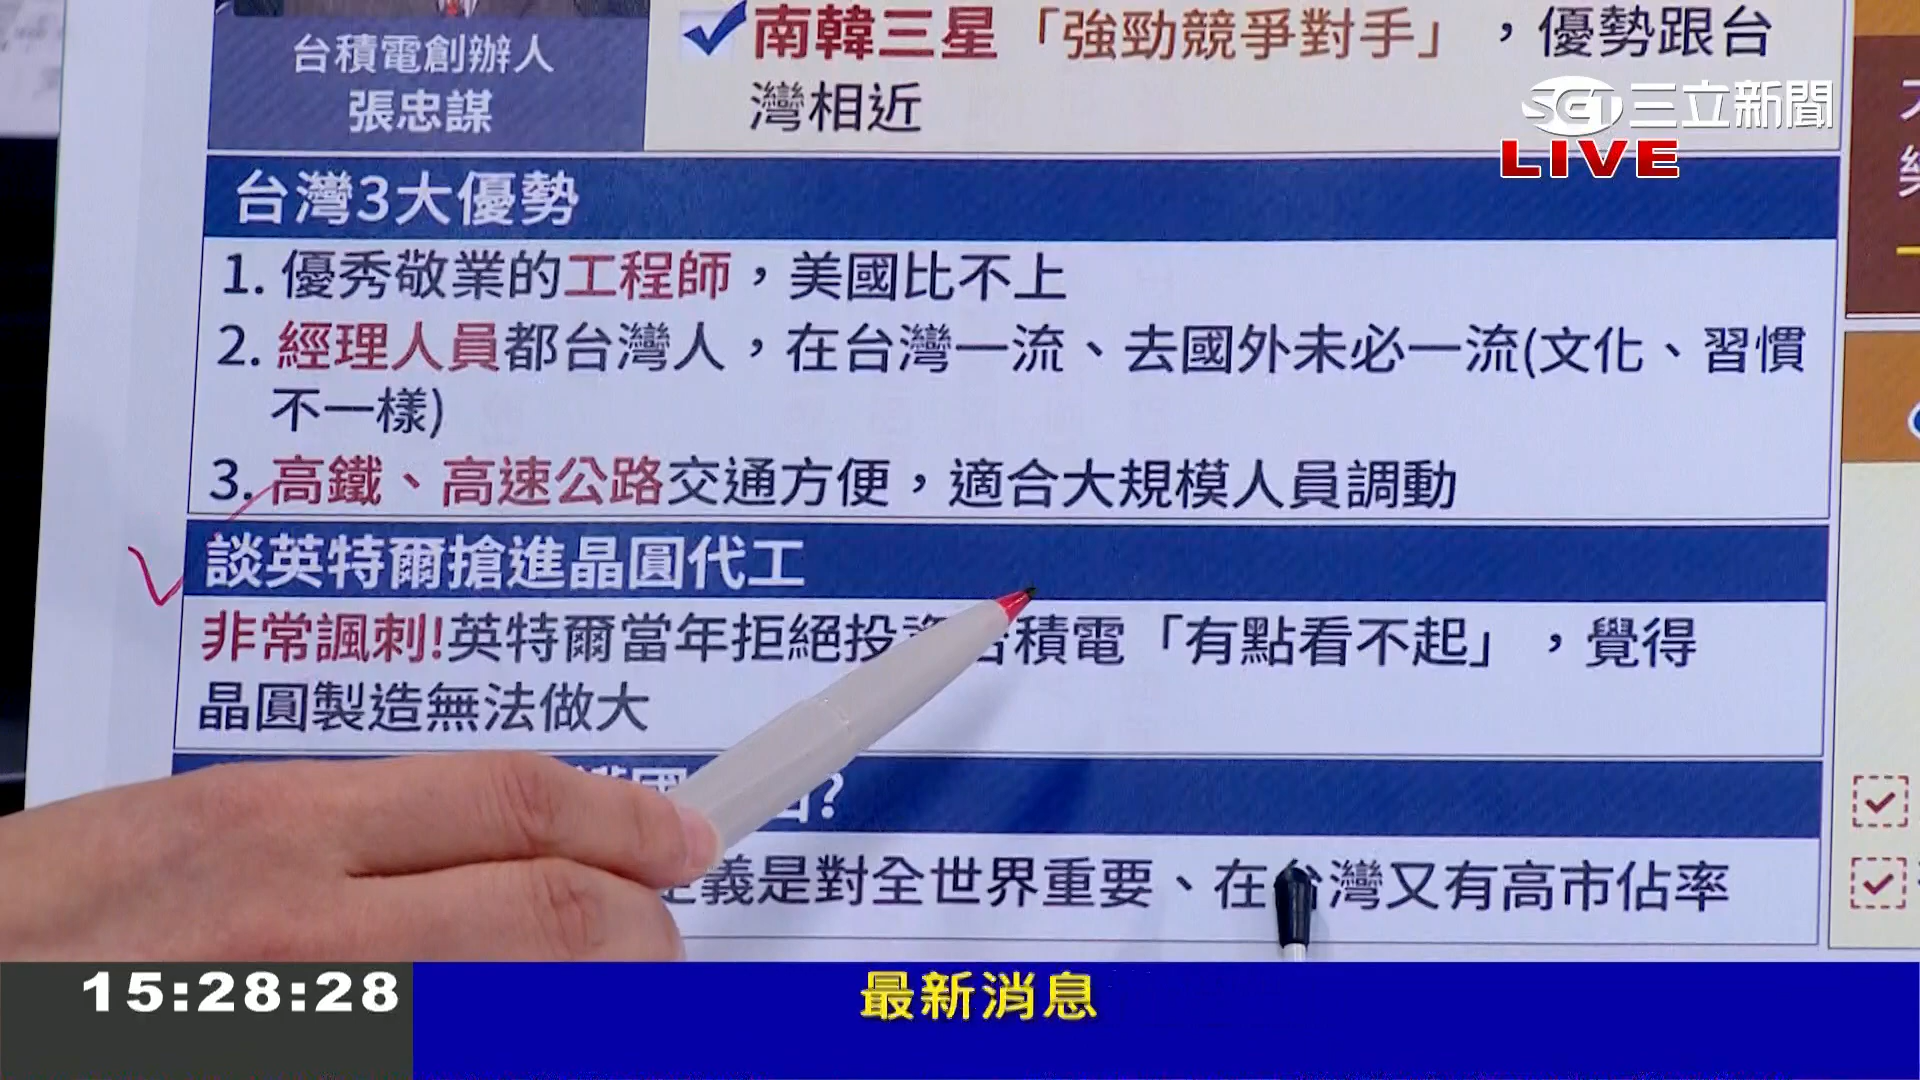 台積電創辦人
張忠謀
南韓三星「強勁競爭對手」，優勢跟台
灣相近
SET三立新聞
LIVE
台灣3大優勢
1. 優秀敬業的工程師，美國比不上
2. 經理人員都台灣人，在台灣一流、去國外未必一流(文化、習慣
不一樣)
3. 高鐵、高速公路交通方便，適合大規模人員調動
談英特爾搶進晶圓代工
非常諷刺!英特爾當年拒絕投資台積電「有點看不起」，覺得
晶圓製造無法做大
?
義是對全世界重要、在台灣又有高市佔率
15:28:28
最新消息